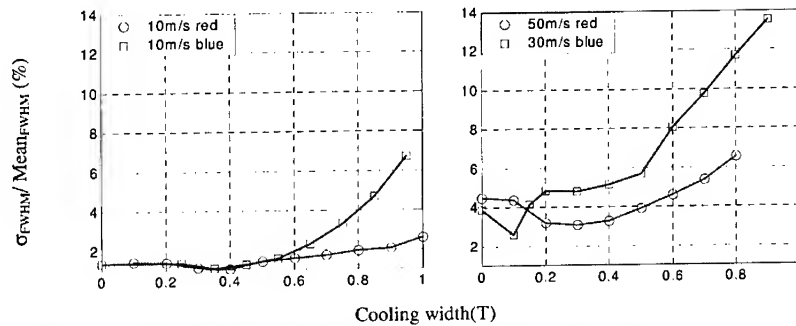 14
12
10
8
6
4
2
10m/s red
10m/s blue
0 0.2 0.4 0.6 0.8 1
14
12
10
8
6
4
2
50m/s red
30m/s blue
0 0.2 0.4 0.6 0.8
σFWHM/ MeanFWHM (%)
Cooling width(T)